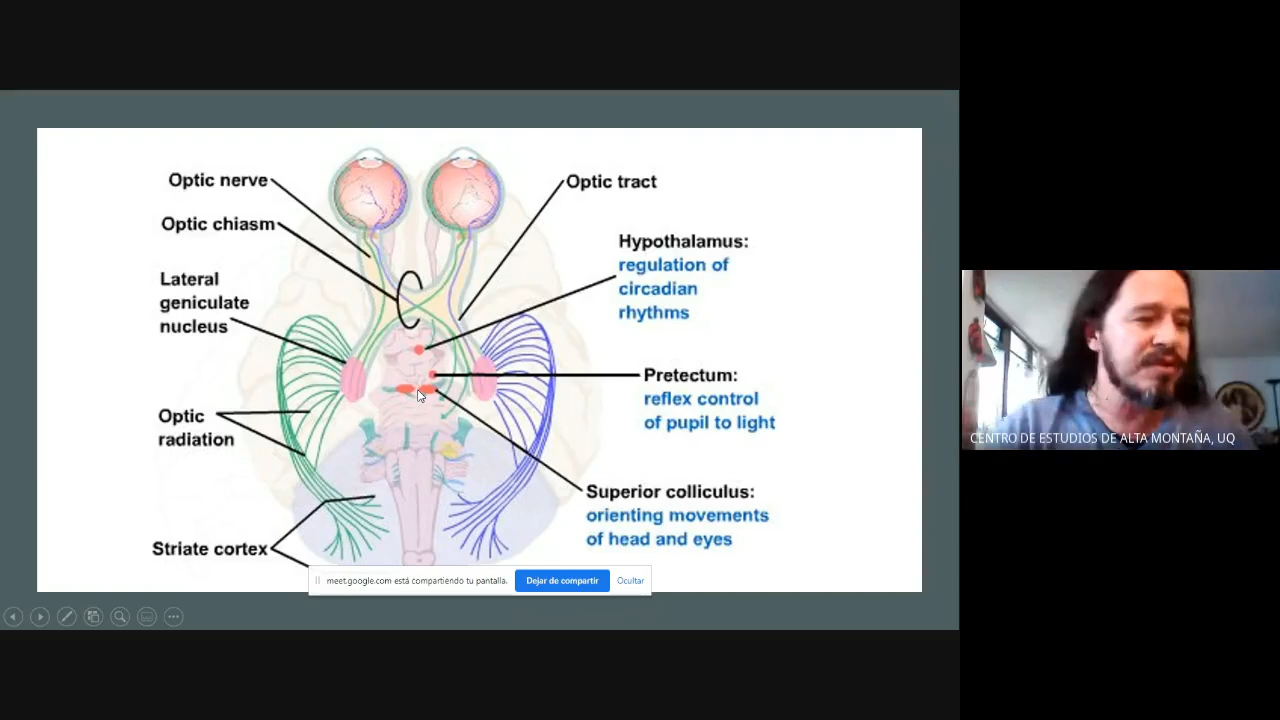 Optic nerve
Optic chiasm
Lateral
geniculate
nucleus
Optic
radiation
Striate cortex
Optic tract
Hypothalamus:
regulation of
circadian
rhythms
Pretectum:
reflex control
of pupil to light
Superior colliculus:
orienting movements
of head and eyes
meet.google.com está compartiendo tu pantalla.
Dejar de compartir
Ocultar
CENTRO DE ESTUDIOS DE ALTA MONTAÑA, UQ